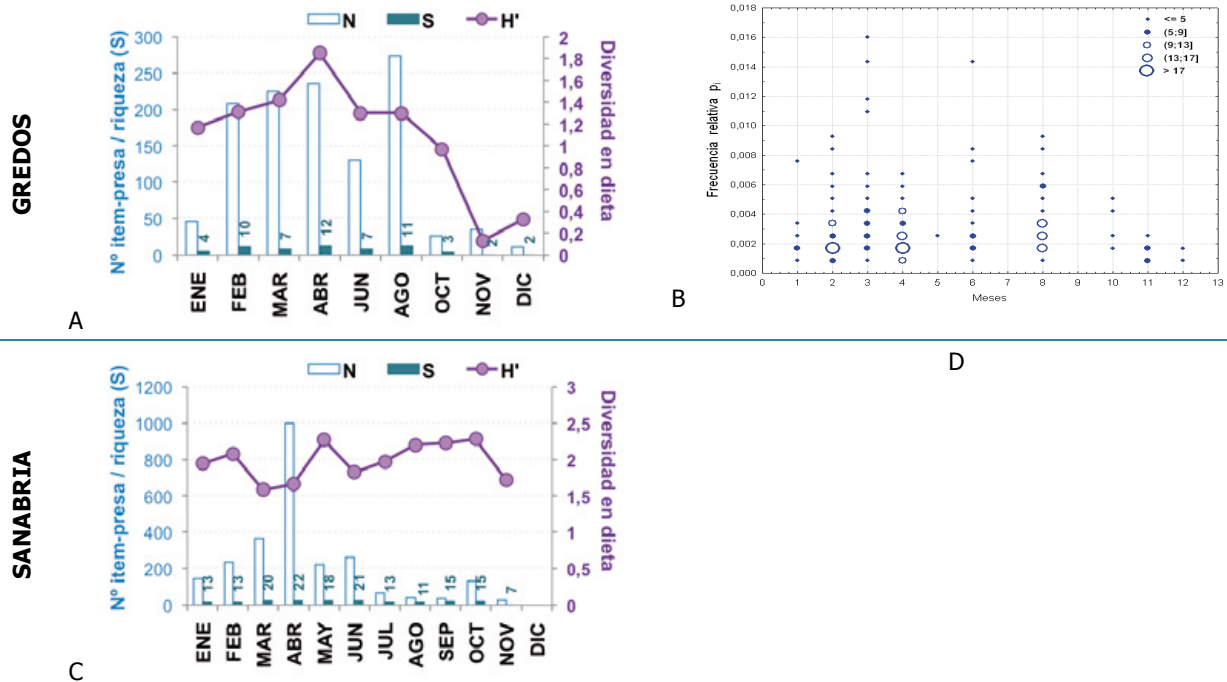 GREDOS
N S H'
Nº item-presa / riqueza (S)
300
250
200
150
100
50
0
4 10 7 12 7 11 3 2 2
2
1,8
1,6
1,4
1,2
1
0,8
0,6
0,4
0,2
0
Diversidad en dieta
ENE FEB MAR ABR JUN AGO OCT NOV DIC
A
Frecuencia relativa pᵢ
0,018
0,016
0,014
0,012
0,010
0,008
0,006
0,004
0,002
0,000
<= 5
(5;9]
(9;13]
(13;17]
> 17
0 1 2 3 4 5 6 7 8 9 10 11 12 13
Meses
B
SANABRIA
N S H'
Nº item-presa / riqueza (S)
1200
1000
800
600
400
200
0
13 13 20 22 18 21 13 11 15 15 7
3
2,5
2
1,5
1
0,5
0
Diversidad en dieta
ENE FEB MAR ABR MAY JUN JUL AGO SEP OCT NOV DIC
C
D